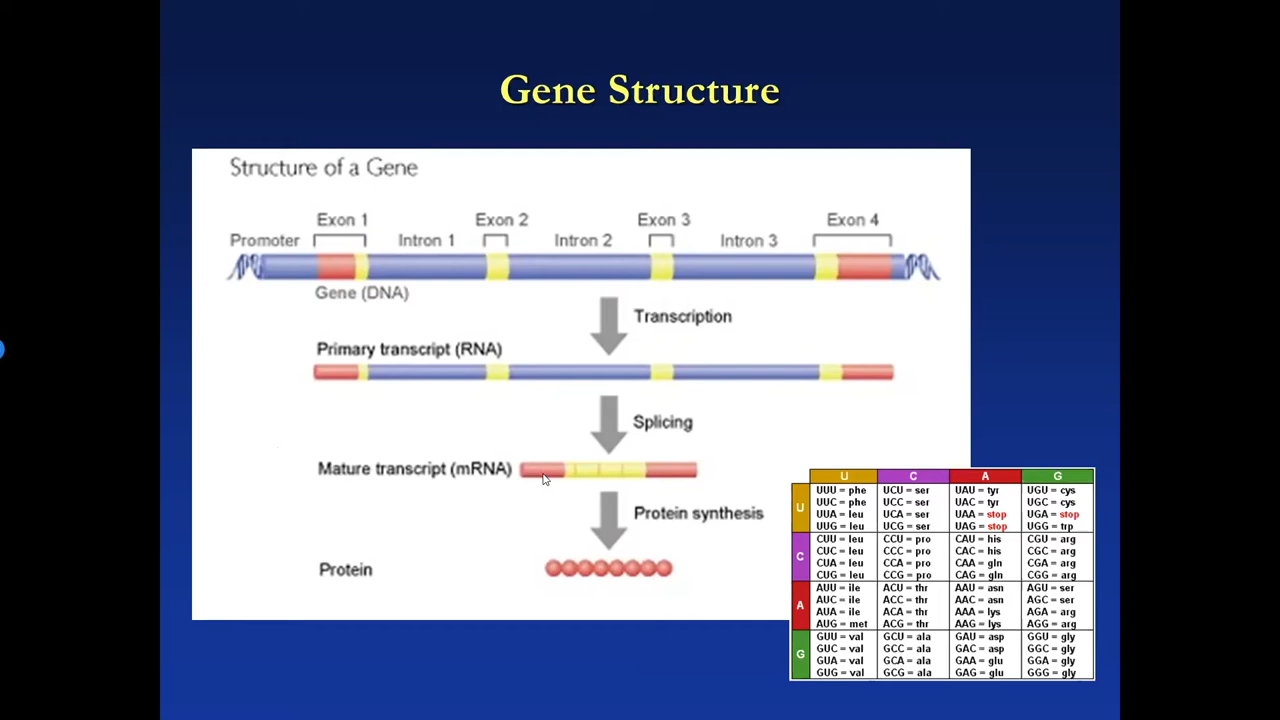 Gene Structure
Structure of a Gene
Exon 1 Exon 2 Exon 3 Exon 4
Promoter Intron 1 Intron 2 Intron 3
Gene (DNA)
Transcription
Primary transcript (RNA)
Splicing
Mature transcript (mRNA)
Protein synthesis
Protein
U C A G
U
UUU = phe UCU = ser UAU = tyr UGU = cys
UUC = phe UCC = ser UAC = tyr UGC = cys
UUA = leu UCA = ser UAA = stop UGA = stop
UUG = leu UCG = ser UAG = stop UGG = trp
C
CUU = leu CCU = pro CAU = his CGU = arg
CUC = leu CCC = pro CAC = his CGC = arg
CUA = leu CCA = pro CAA = gln CGA = arg
CUG = leu CCG = pro CAG = gln CGG = arg
A
AUU = ile ACU = thr AAU = asn AGU = ser
AUC = ile ACC = thr AAC = asn AGC = ser
AUA = ile ACA = thr AAA = lys AGA = arg
AUG = met ACG = thr AAG = lys AGG = arg
G
GUU = val GCU = ala GAU = asp GGU = gly
GUC = val GCC = ala GAC = asp GGC = gly
GUA = val GCA = ala GAA = glu GGA = gly
GUG = val GCG = ala GAG = glu GGG = gly